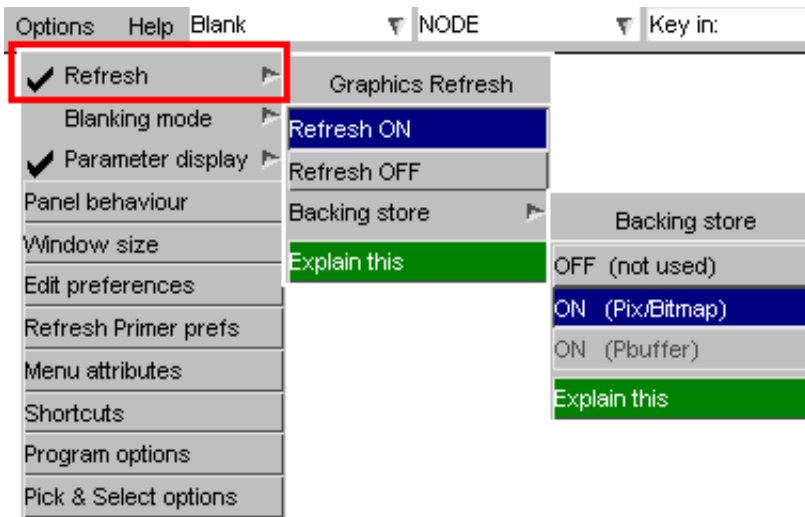 Options Help Blank NODE Key in:
Refresh
Blanking mode
Parameter display
Panel behaviour
Window size
Edit preferences
Refresh Primer prefs
Menu attributes
Shortcuts
Program options
Pick & Select options
Graphics Refresh
Refresh ON
Refresh OFF
Backing store
Explain this
Backing store
OFF (not used)
ON (Pix/Bitmap)
ON (Pbuffer)
Explain this